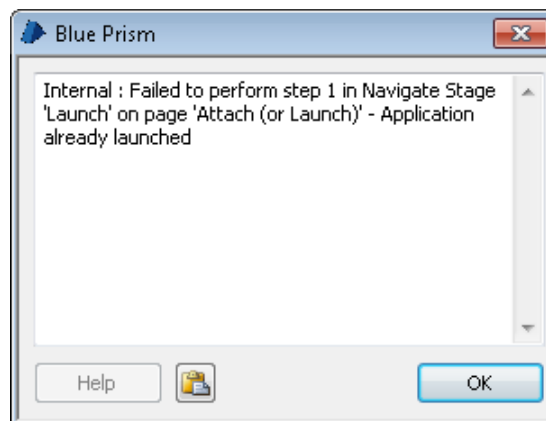 Blue Prism
Internal : Failed to perform step 1 in Navigate Stage
'Launch' on page 'Attach (or Launch)' - Application
already launched
Help
OK